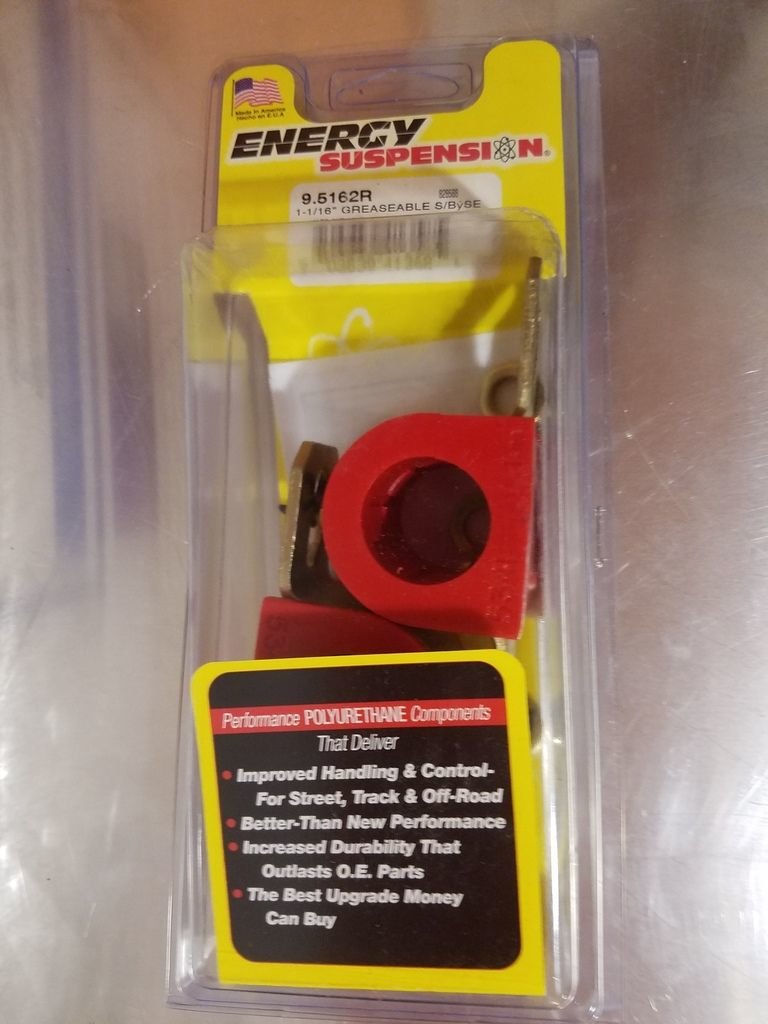 Made in America
Hecho en E.U.A
ENERGY
SUSPENSION®
9.5162R
1-1/16" GREASEABLE S/B
Performance POLYURETHANE Components
That Deliver
• Improved Handling & Control-
For Street, Track & Off-Road
• Better-Than New Performance
• Increased Durability That
Outlasts O.E. Parts
• The Best Upgrade Money
Can Buy